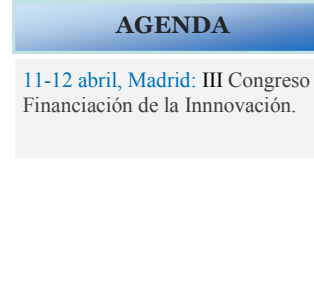 AGENDA
11-12 abril, Madrid: III Congreso
Financiación de la Innnovación.